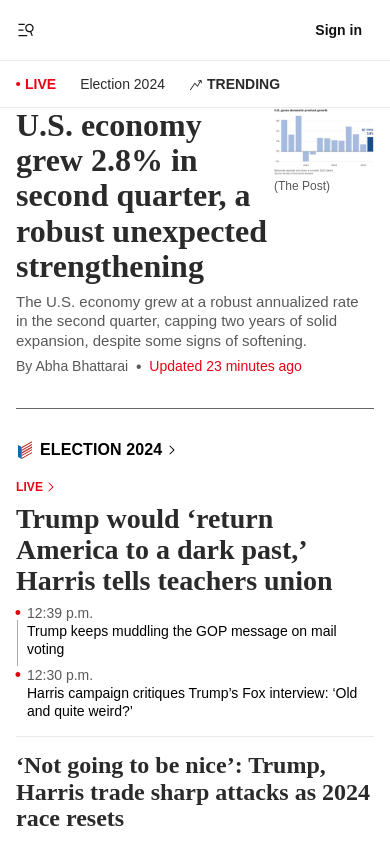 Sign in
LIVE
Election 2024
TRENDING
U.S. economy
grew 2.8% in
second quarter, a
robust unexpected
strengthening
(The Post)
The U.S. economy grew at a robust annualized rate
in the second quarter, capping two years of solid
expansion, despite some signs of softening.
By Abha Bhattarai • Updated 23 minutes ago
ELECTION 2024
LIVE
Trump would ‘return
America to a dark past,’
Harris tells teachers union
12:39 p.m.
Trump keeps muddling the GOP message on mail
voting
12:30 p.m.
Harris campaign critiques Trump’s Fox interview: ‘Old
and quite weird?’
‘Not going to be nice’: Trump,
Harris trade sharp attacks as 2024
race resets